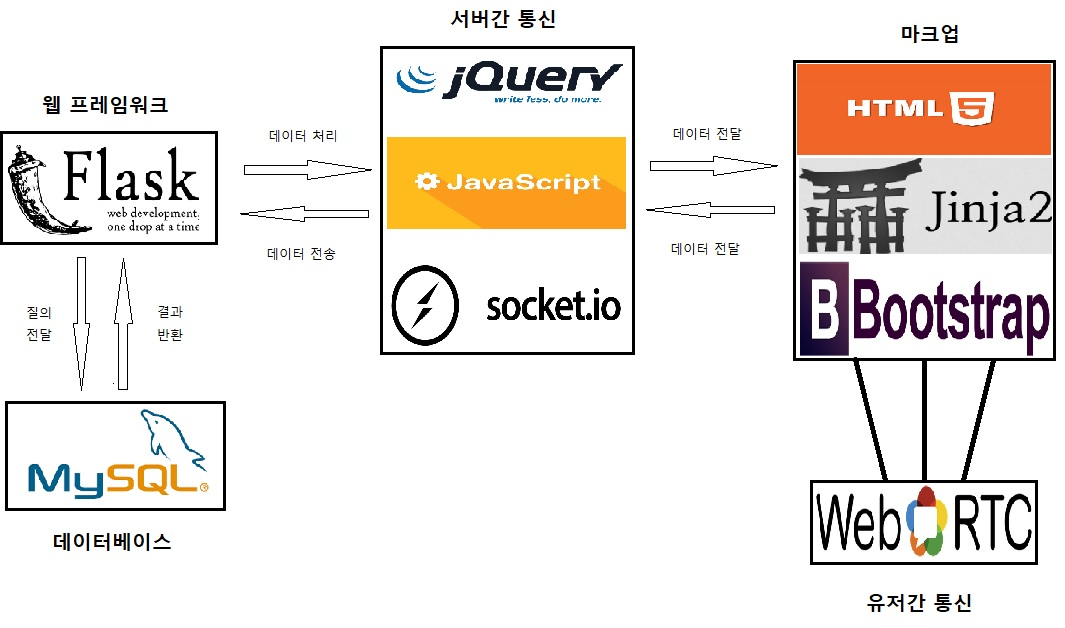 서버간 통신
jQuery
write less, do more.
JavaScript
socket.io
마크업
HTML 5
Jinja2
B Bootstrap
웹 프레임워크
Flask
web development,
one drop at a time
데이터 처리
데이터 전송
데이터 전달
데이터 전달
질의
전달
결과
반환
MySQL
데이터베이스
Web RTC
유저간 통신